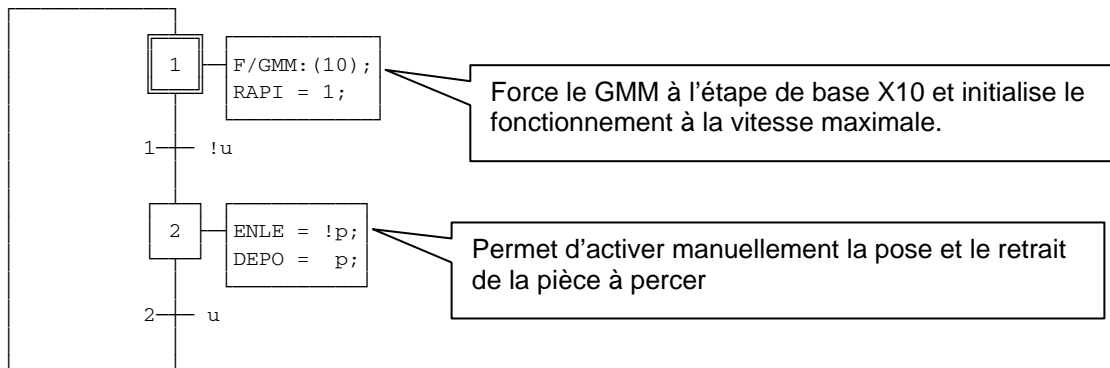 1
F/GMM:(10);
RAPI = 1;
Force le GMM à l'étape de base X10 et initialise le
fonctionnement à la vitesse maximale.
1 !u
2
ENLE = !p;
DEPO =  p;
Permet d'activer manuellement la pose et le retrait
de la pièce à percer
2 u